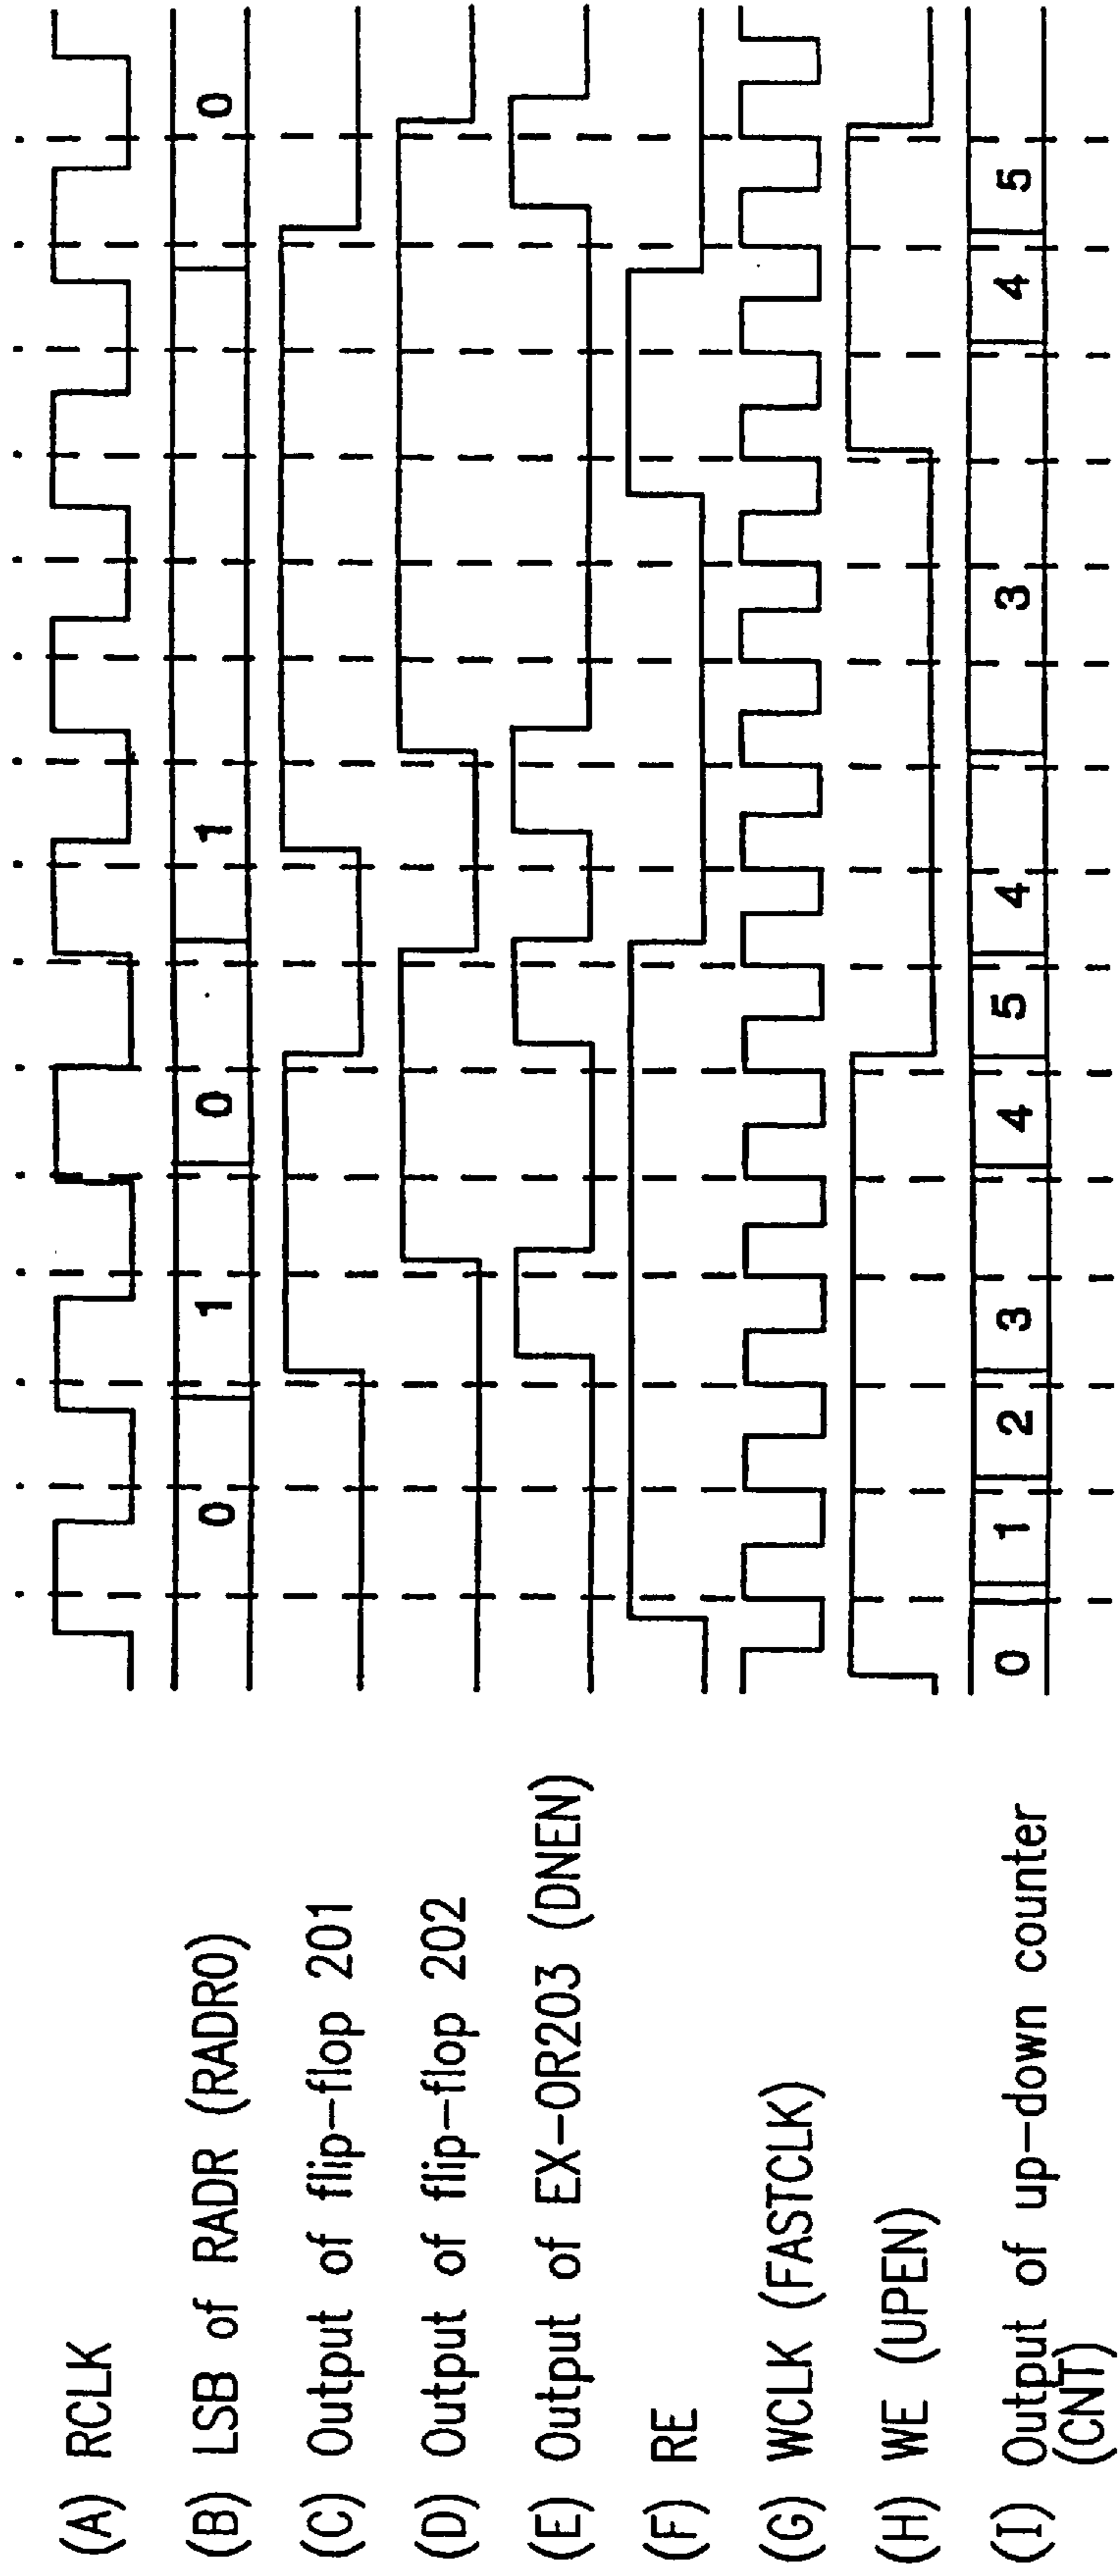 (A) RCLK
(B) LSB of RADR (RADR0)
0 1 0 1 0
(C) Output of flip-flop 201
(D) Output of flip-flop 202
(E) Output of EX-OR203 (DNEN)
(F) RE
(G) WCLK (FASTCLK)
(H) WE (UPEN)
(I) Output of up-down counter
(CNT)
0 1 2 3 4 5 4 3 4 5